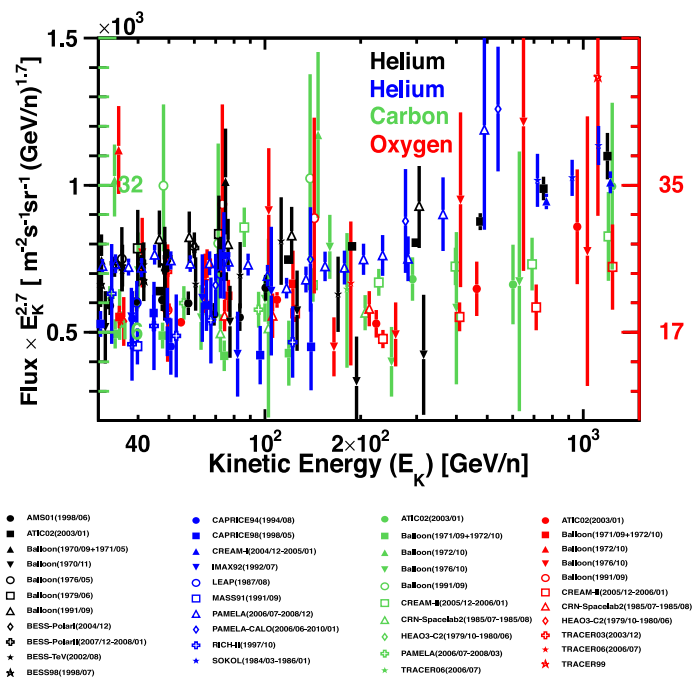 ×10³
1.5
Helium
Helium
Carbon
Oxygen
1
32
35
0.5
16
17
Flux × E_K^2.7 [ m⁻²s⁻¹sr⁻¹ (GeV/n)^1.7
40
10²
2×10²
10³
Kinetic Energy (E_K) [GeV/n]
AMS01(1998/06)
ATIC02(2003/01)
Balloon(1970/09+1971/05)
Balloon(1970/11)
Balloon(1976/05)
Balloon(1979/06)
Balloon(1991/09)
BESS-PolarI(2004/12)
BESS-PolarII(2007/12-2008/01)
BESS-TeV(2002/08)
BESS98(1998/07)
CAPRICE94(1994/08)
CAPRICE98(1998/05)
CREAM-I(2004/12-2005/01)
IMAX92(1992/07)
LEAP(1987/08)
MASS91(1991/09)
PAMELA(2006/07-2008/12)
PAMELA-CALO(2006/06-2010/01)
RICH-II(1997/10)
SOKOL(1984/03-1986/01)
ATIC02(2003/01)
Balloon(1971/09+1972/10)
Balloon(1972/10)
Balloon(1976/10)
Balloon(1991/09)
CREAM-II(2005/12-2006/01)
CRN-Spacelab2(1985/07-1985/08)
HEAO3-C2(1979/10-1980/06)
PAMELA(2006/07-2008/03)
TRACER06(2006/07)
ATIC02(2003/01)
Balloon(1971/09+1972/10)
Balloon(1972/10)
Balloon(1976/10)
Balloon(1991/09)
CREAM-II(2005/12-2006/01)
CRN-Spacelab2(1985/07-1985/08)
HEAO3-C2(1979/10-1980/06)
TRACER03(2003/12)
TRACER06(2006/07)
TRACER99